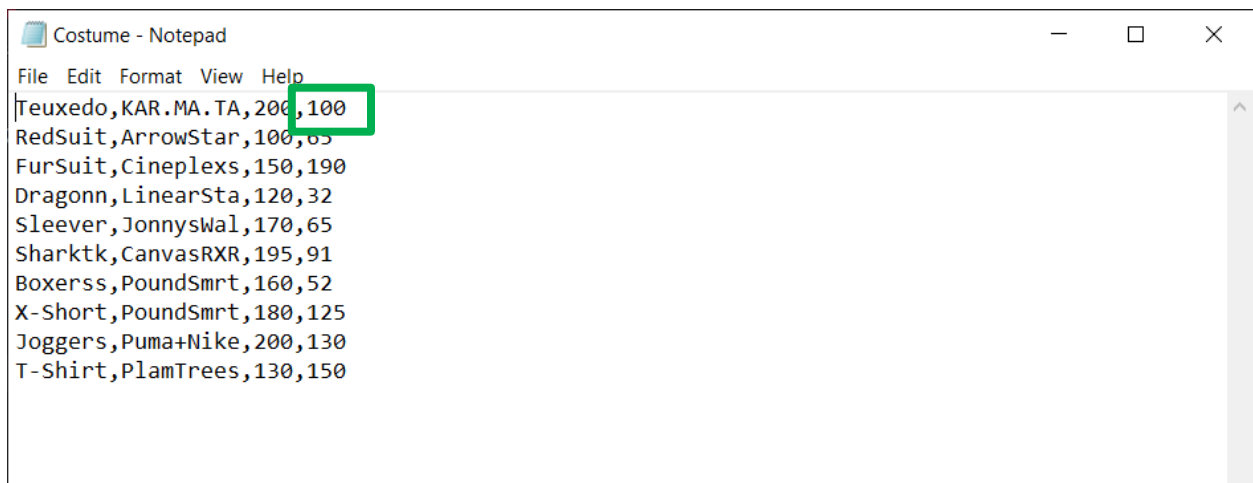 Costume - Notepad
File Edit Format View Help
Teuxedo,KAR.MA.TA,200,100
RedSuit,ArrowStar,100,65
FurSuit,Cineplexs,150,190
Dragonn,LinearSta,120,32
Sleever,JonnysWal,170,65
Sharktk,CanvasRXR,195,91
Boxerss,PoundSmrt,160,52
X-Short,PoundSmrt,180,125
Joggers,Puma+Nike,200,130
T-Shirt,PlamTrees,130,150